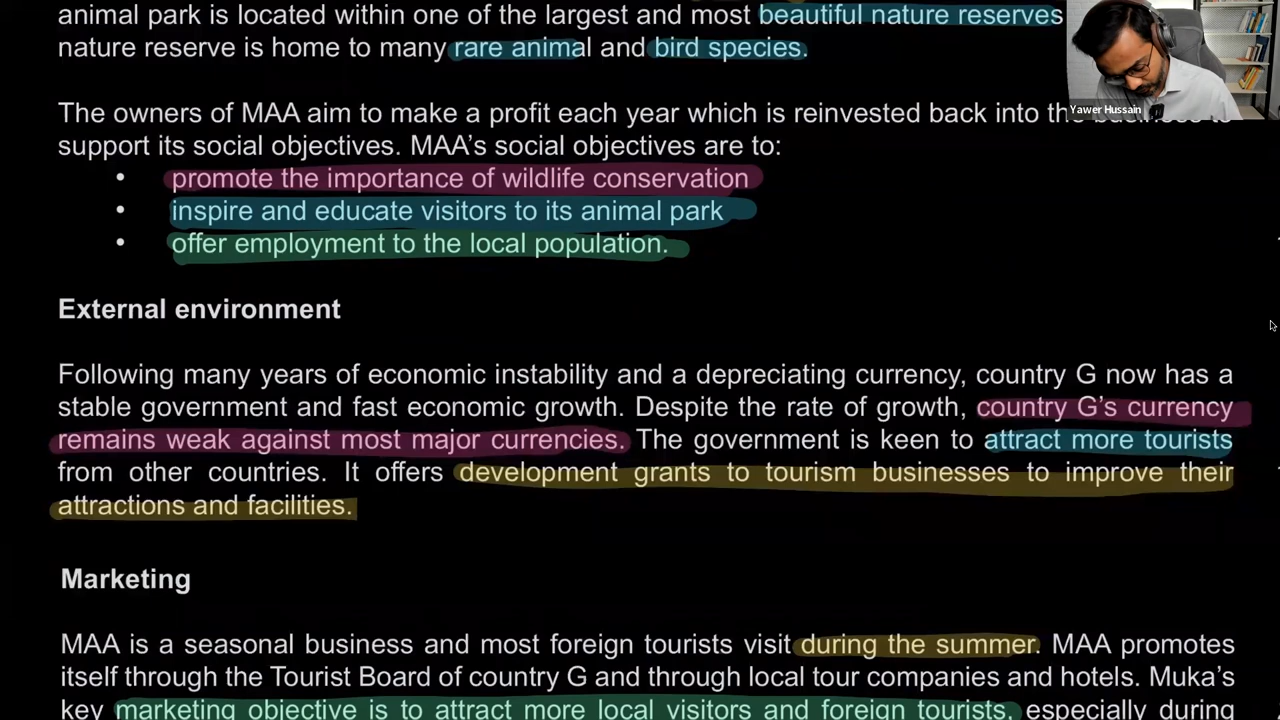 animal park is located within one of the largest and most beautiful nature reserves
nature reserve is home to many rare animal and bird species.
Yawer Hussain
The owners of MAA aim to make a profit each year which is reinvested back into the business to
support its social objectives. MAA’s social objectives are to:
• promote the importance of wildlife conservation
• inspire and educate visitors to its animal park
• offer employment to the local population.
External environment
Following many years of economic instability and a depreciating currency, country G now has a
stable government and fast economic growth. Despite the rate of growth, country G’s currency
remains weak against most major currencies. The government is keen to attract more tourists
from other countries. It offers development grants to tourism businesses to improve their
attractions and facilities.
Marketing
MAA is a seasonal business and most foreign tourists visit during the summer. MAA promotes
itself through the Tourist Board of country G and through local tour companies and hotels. Muka’s
key marketing objective is to attract more local visitors and foreign tourists, especially during